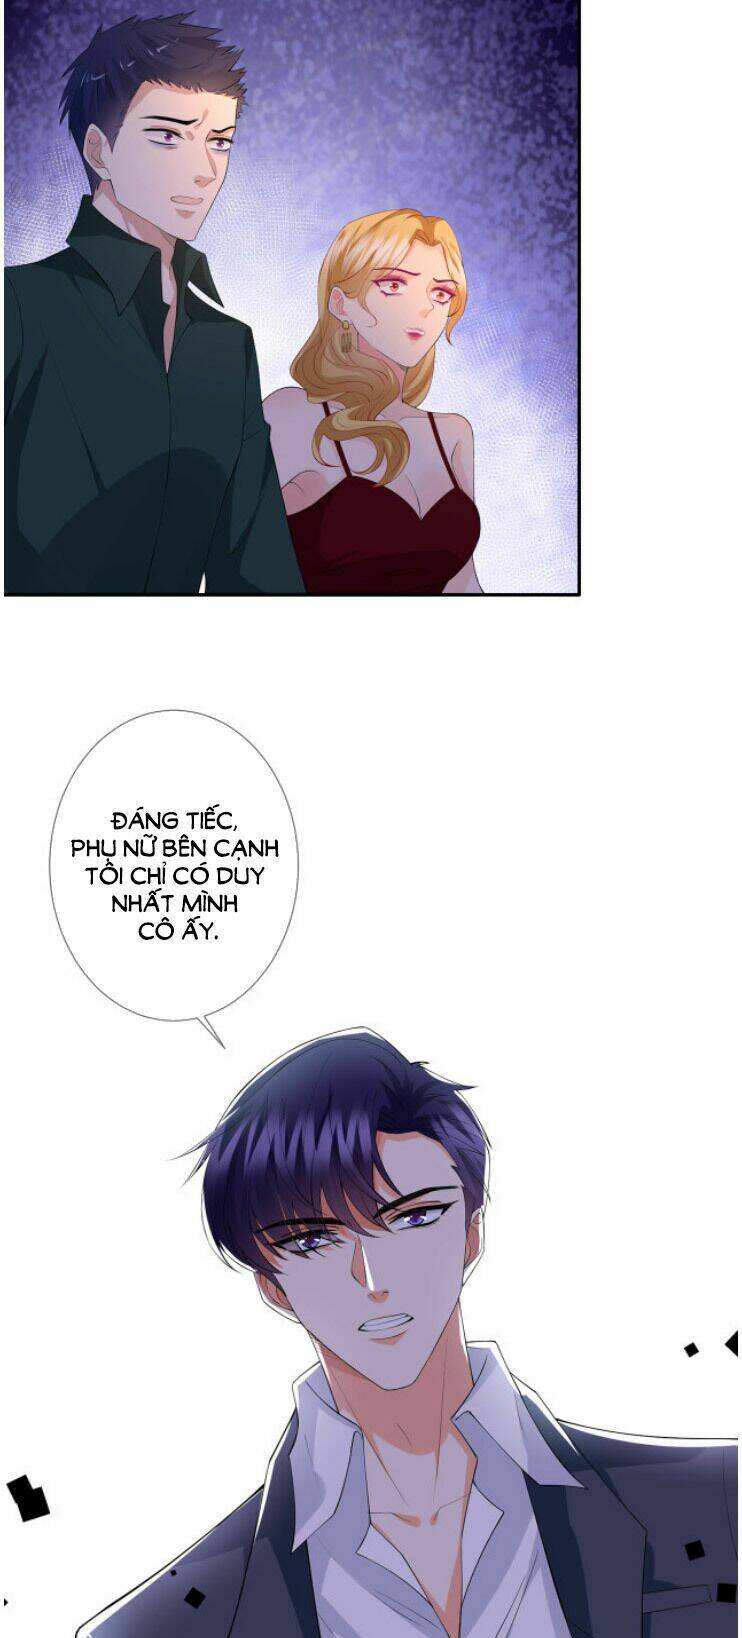 ĐÁNG TIẾC,
PHỤ NỮ BÊN CẠNH
TÔI CHỈ CÓ DUY
NHẤT MÌNH
CÔ ẤY.